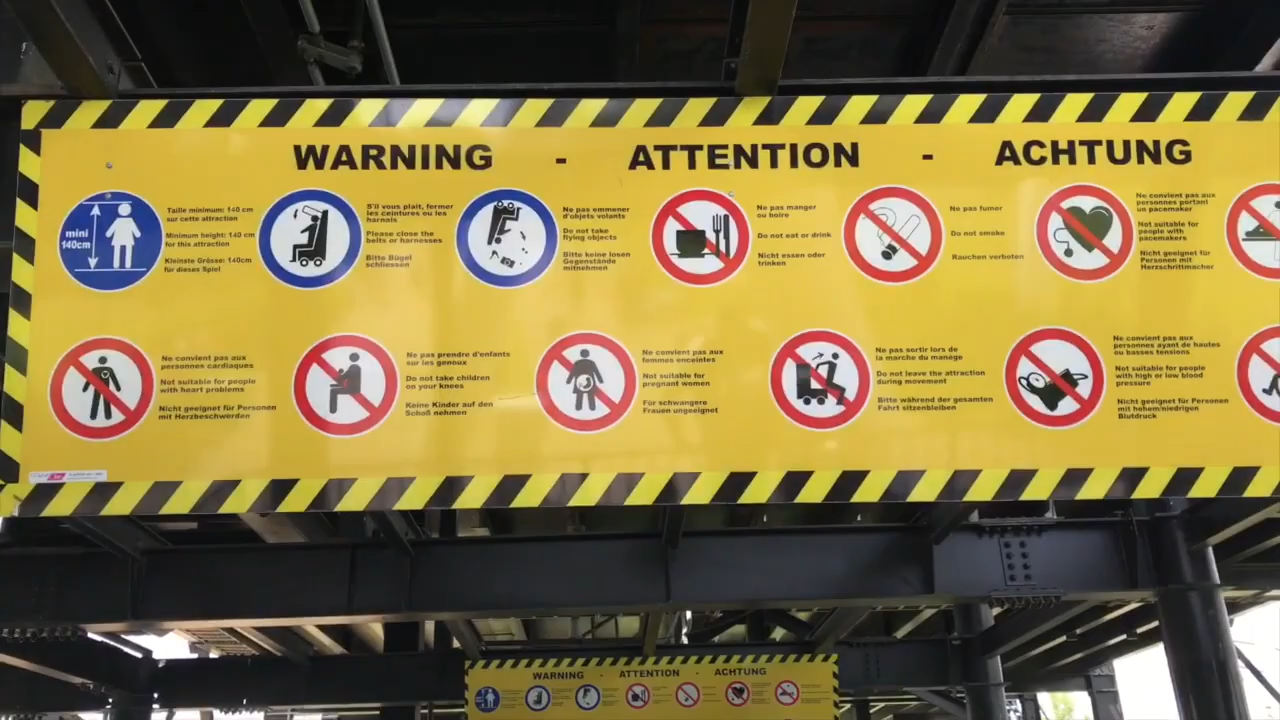 WARNING - ATTENTION - ACHTUNG
mini
140cm
Taille minimum: 140 cm
sur cette attraction
Minimum height: 140 cm
for this attraction
Kleinste Grösse: 140cm
für dieses Spiel
S'il vous plait, fermer
les ceintures ou les
harnais
Please close the
belts or harnesses
Bitte Bügel
schliessen
Ne pas emmener
d'objets volants
Do not take
flying objects
Bitte keine losen
Gegenstände
mitnehmen
Ne pas manger
ou boire
Do not eat or drink
Nicht essen oder
trinken
Ne pas fumer
Do not smoke
Rauchen verboten
Ne convient pas aux
personnes portant
un pacemaker
Not suitable for
people with
pacemakers
Nicht geeignet für
Personen mit
Herzschrittmacher
Ne convient pas aux
personnes cardiaques
Not suitable for people
with heart problems
Nicht geeignet für Personen
mit Herzbeschwerden
Ne pas prendre d'enfants
sur les genoux
Do not take children
on your knees
Keine Kinder auf den
Schoß nehmen
Ne convient pas aux
femmes enceintes
Not suitable for
pregnant women
Für schwangere
Frauen ungeeignet
Ne pas sortir lors de
la marche du manège
Do not leave the attraction
during movement
Bitte während der gesamten
Fahrt sitzenbleiben
Ne convient pas aux
personnes ayant de hautes
ou basses tensions
Not suitable for people
with high or low blood
pressure
Nicht geeignet für Personen
mit hohem/niedrigen
Blutdruck
WARNING - ATTENTION - ACHTUNG